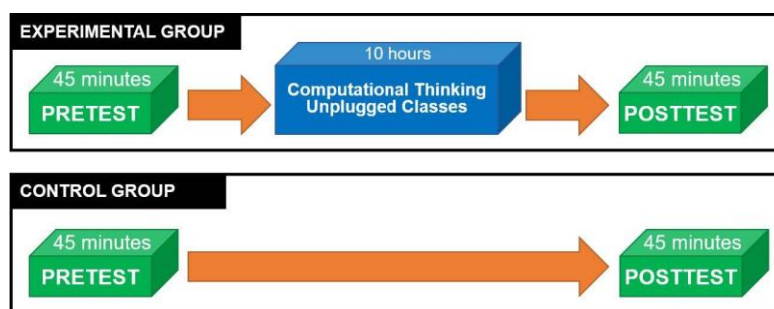 EXPERIMENTAL GROUP
45 minutes
PRETEST
10 hours
Computational Thinking
Unplugged Classes
45 minutes
POSTTEST
CONTROL GROUP
45 minutes
PRETEST
45 minutes
POSTTEST